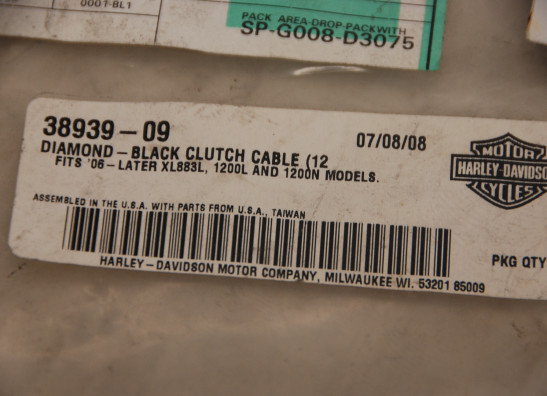 000T-BL1
PACK AREA-DROP-PACKWITH
SP-G008-D3075
38939-09
07/08/08
DIAMOND-BLACK CLUTCH CABLE (12
FITS '06-LATER XL883L, 1200L AND 1200N MODELS.
ASSEMBLED IN THE U.S.A. WITH PARTS FROM U.S.A., TAIWAN
MOTOR
HARLEY-DAVIDSO
CYCLES
PKG QTY
HARLEY-DAVIDSON MOTOR COMPANY, MILWAUKEE WI. 53201 85009